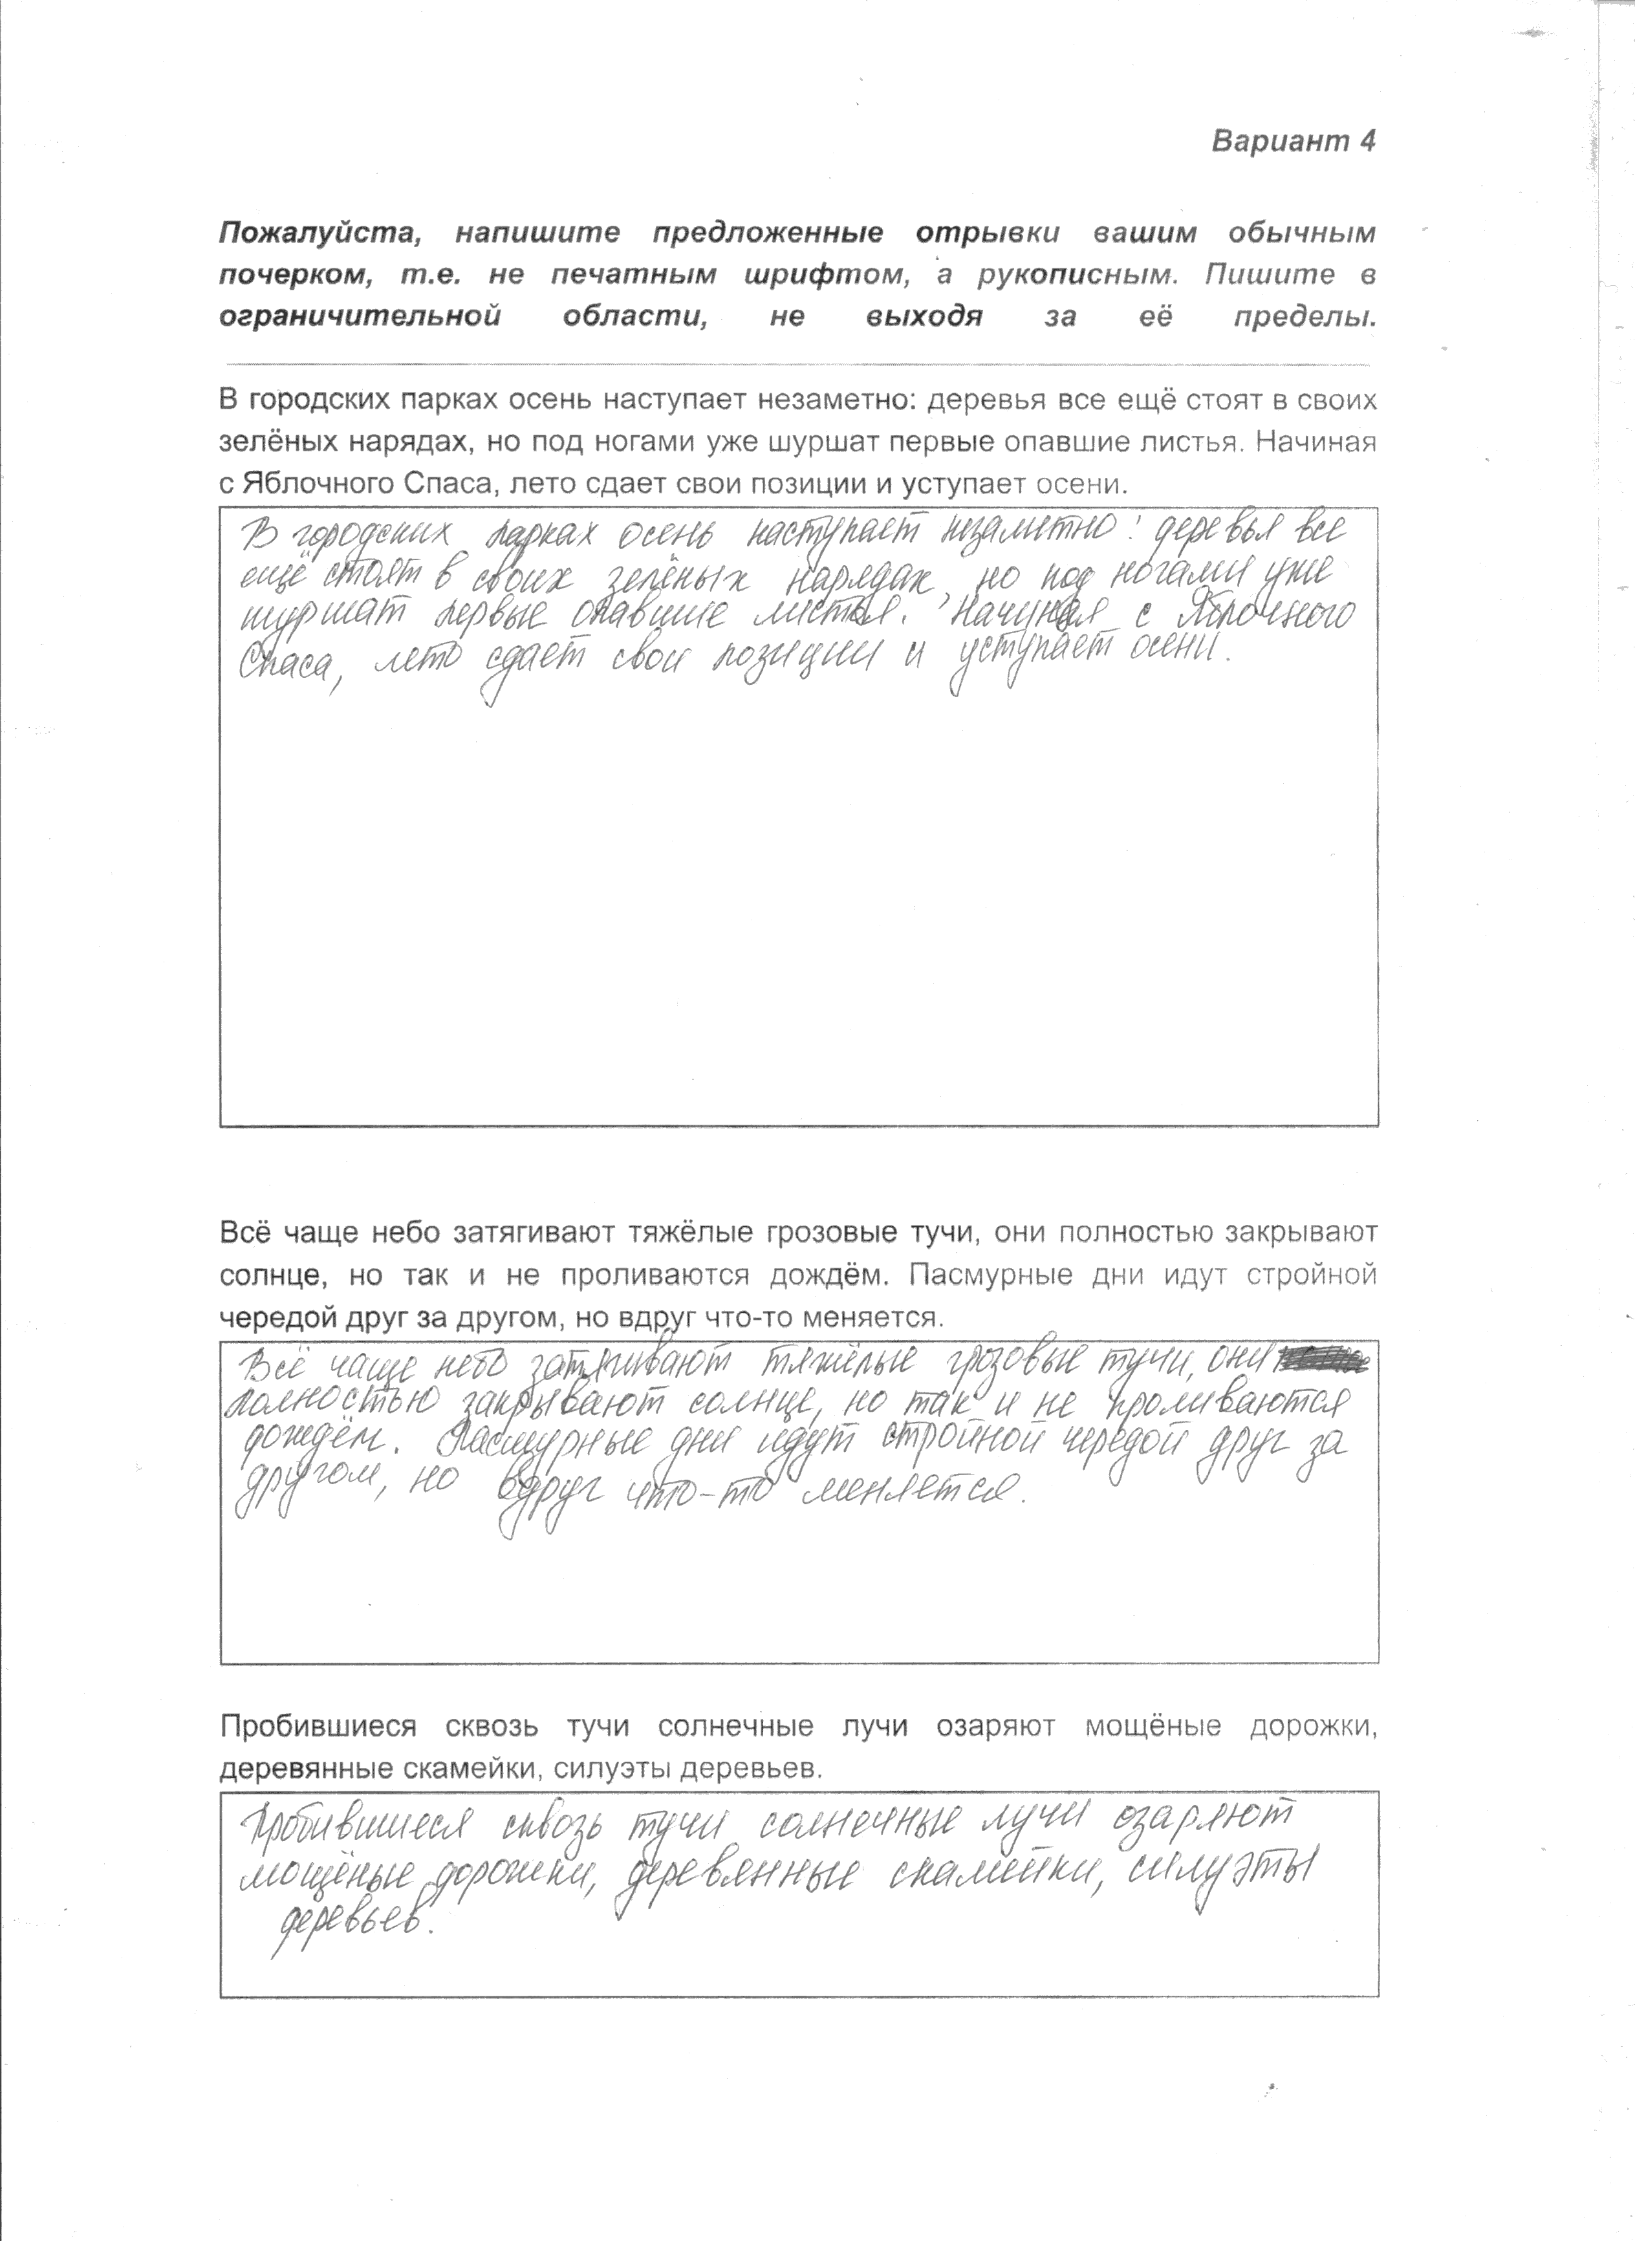 Вариант 4
Пожалуйста, напишите предложенные отрывки вашим обычным
почерком, т.е. не печатным шрифтом, а рукописным. Пишите в
ограничительной области, не выходя за её пределы.
В городских парках осень наступает незаметно: деревья все ещё стоят в своих
зелёных нарядах, но под ногами уже шуршат первые опавшие листья. Начиная
с Яблочного Спаса, лето сдает свои позиции и уступает осени.
В городских парках осень наступает незаметно: деревья все
ещё стоят в своих зелёных нарядах, но под ногами уже
шуршат первые опавшие листья. Начиная с Яблочного
Спаса, лето сдает свои позиции и уступает осени.
Всё чаще небо затягивают тяжёлые грозовые тучи, они полностью закрывают
солнце, но так и не проливаются дождём. Пасмурные дни идут стройной
чередой друг за другом, но вдруг что-то меняется.
Всё чаще небо затягивают тяжёлые грозовые тучи, они
полностью закрывают солнце, но так и не проливаются
дождём. Пасмурные дни идут стройной чередой друг за
другом, но вдруг что-то меняется.
Пробившиеся сквозь тучи солнечные лучи озаряют мощёные дорожки,
деревянные скамейки, силуэты деревьев.
Пробившиеся сквозь тучи солнечные лучи озаряют
мощёные дорожки, деревянные скамейки, силуэты
деревьев.